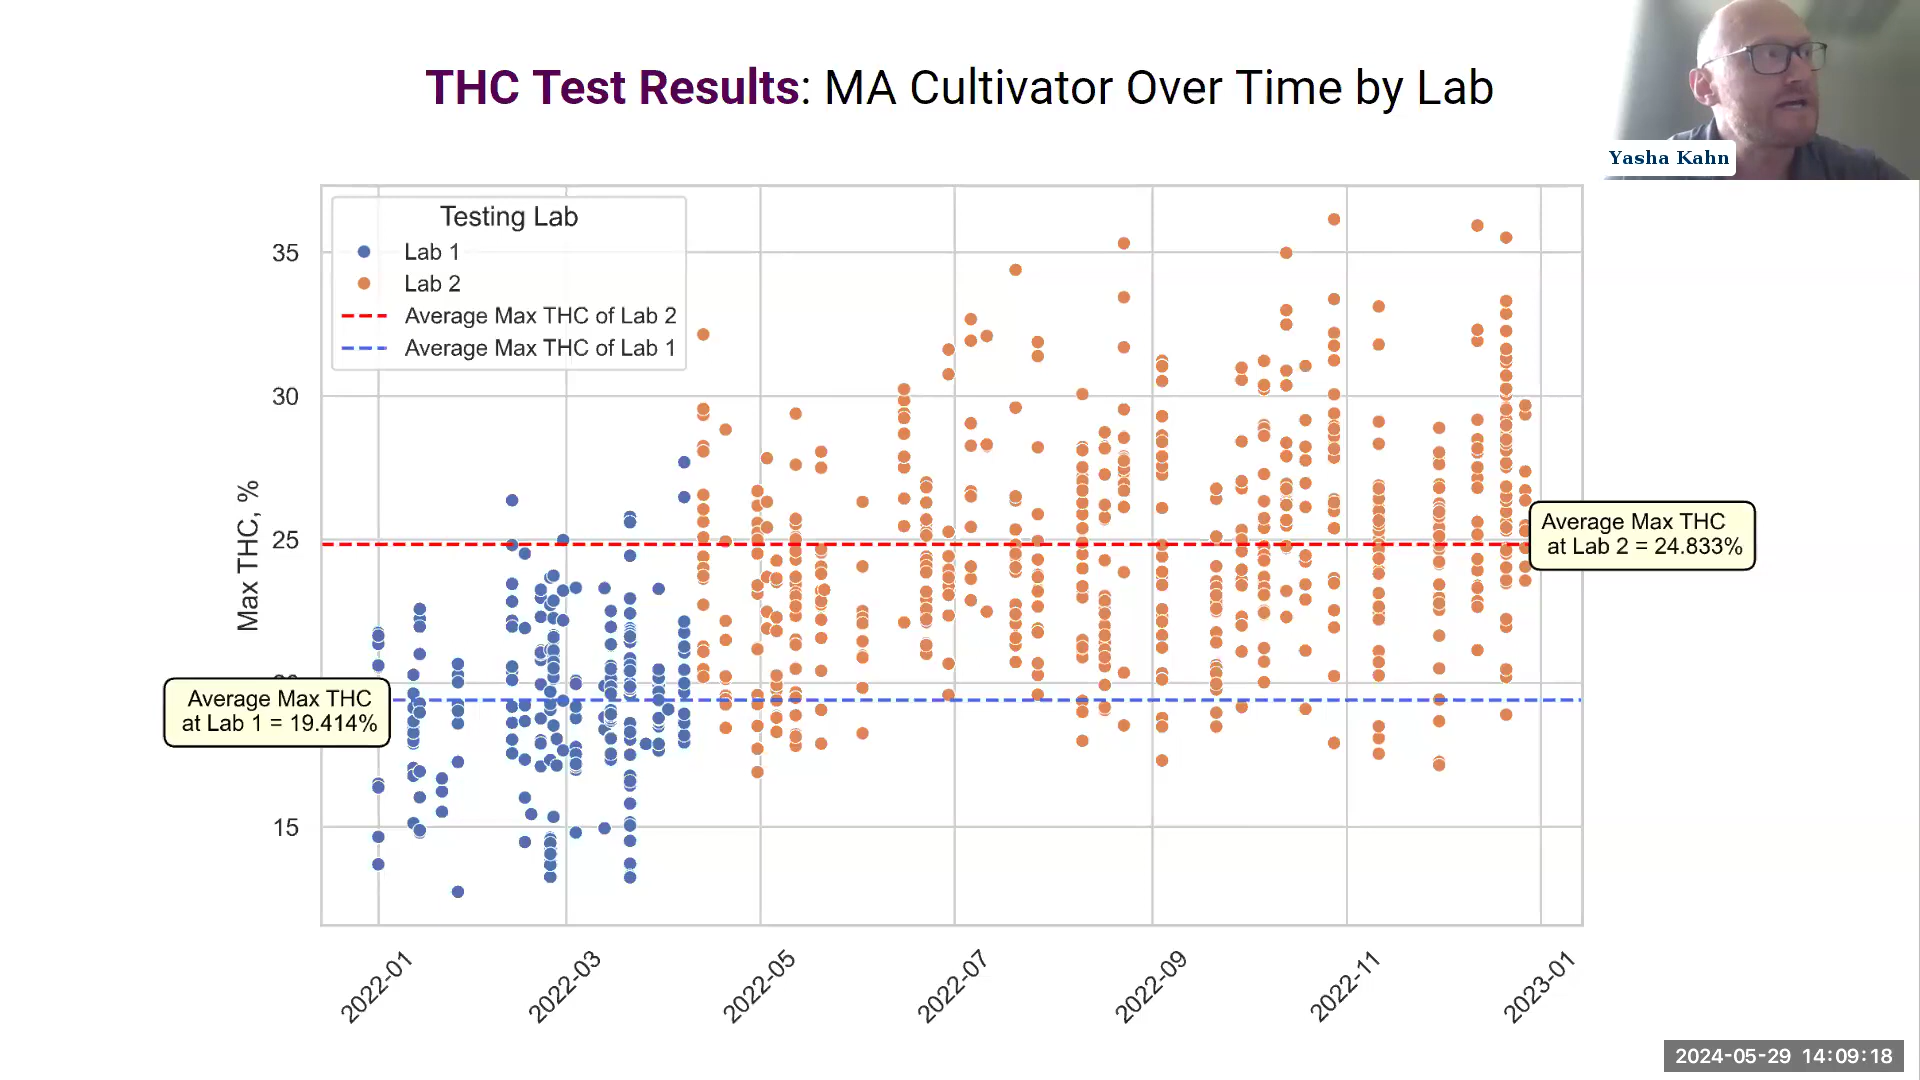 THC Test Results: MA Cultivator Over Time by Lab
Yasha Kahn
Testing Lab
Lab 1
Lab 2
Average Max THC of Lab 2
Average Max THC of Lab 1
Max THC, %
35
30
25
15
Average Max THC
at Lab 2 = 24.833%
Average Max THC
at Lab 1 = 19.414%
2022-01
2022-03
2022-05
2022-07
2022-09
2022-11
2023-01
2024-05-29 14:09:18